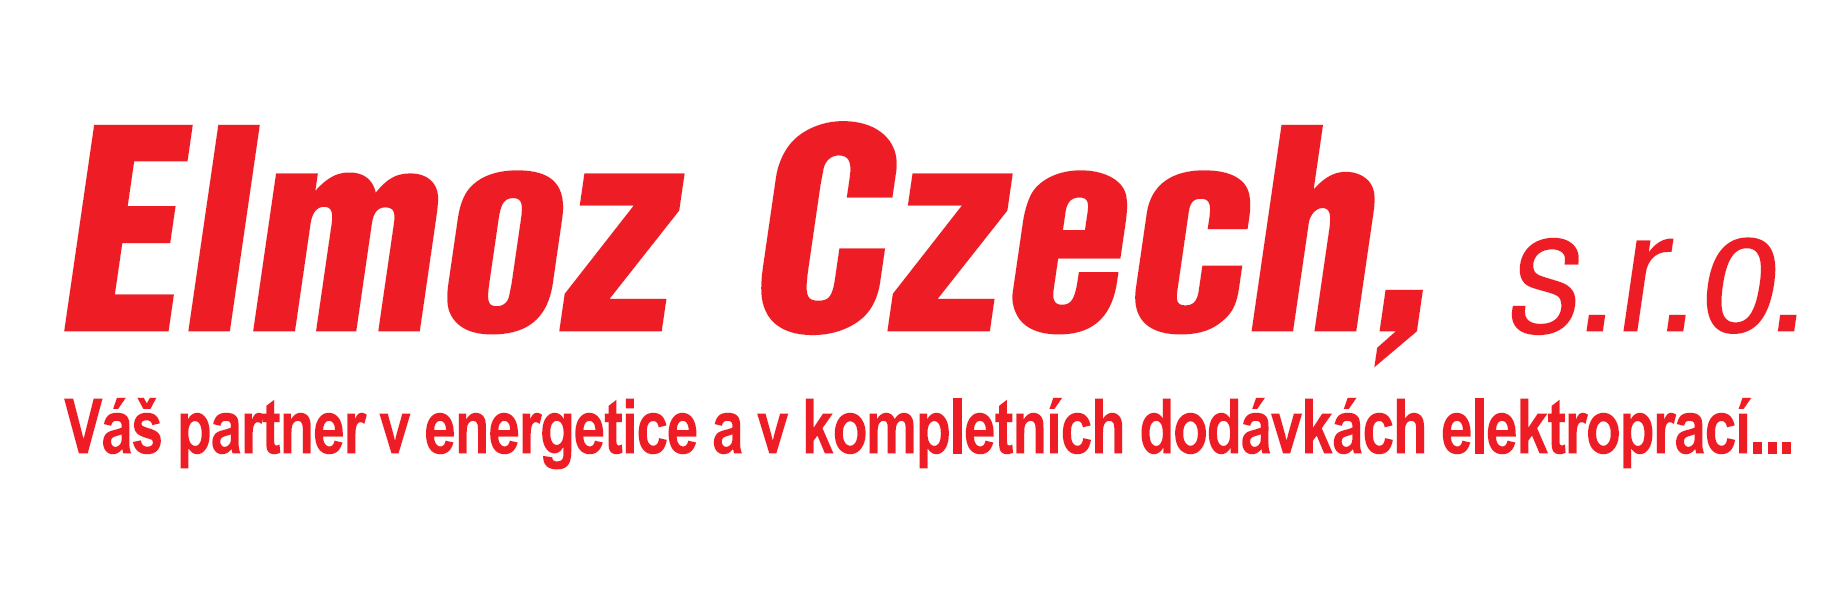 Elmoz Czech, s.r.o.
Váš partner v energetice a v kompletních dodávkách elektroprací...